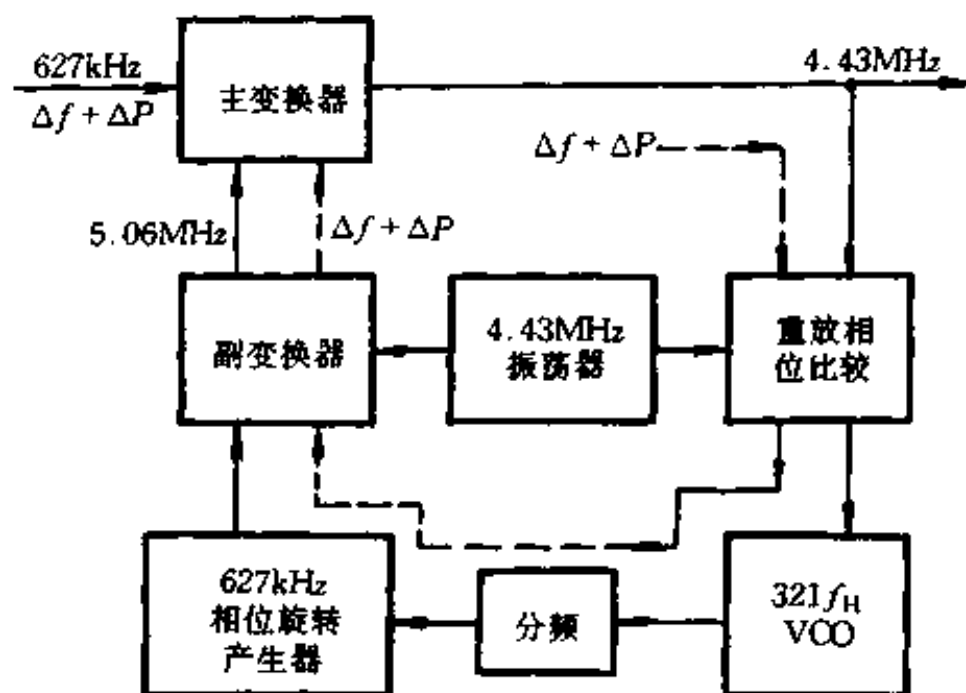 627kHz
Δf + ΔP
主变换器
4.43MHz
Δf + ΔP
5.06MHz
Δf + ΔP
副变换器
4.43MHz
振荡器
重放相
位比较
627kHz
相位旋转
产生器
分频
321fH
VCO